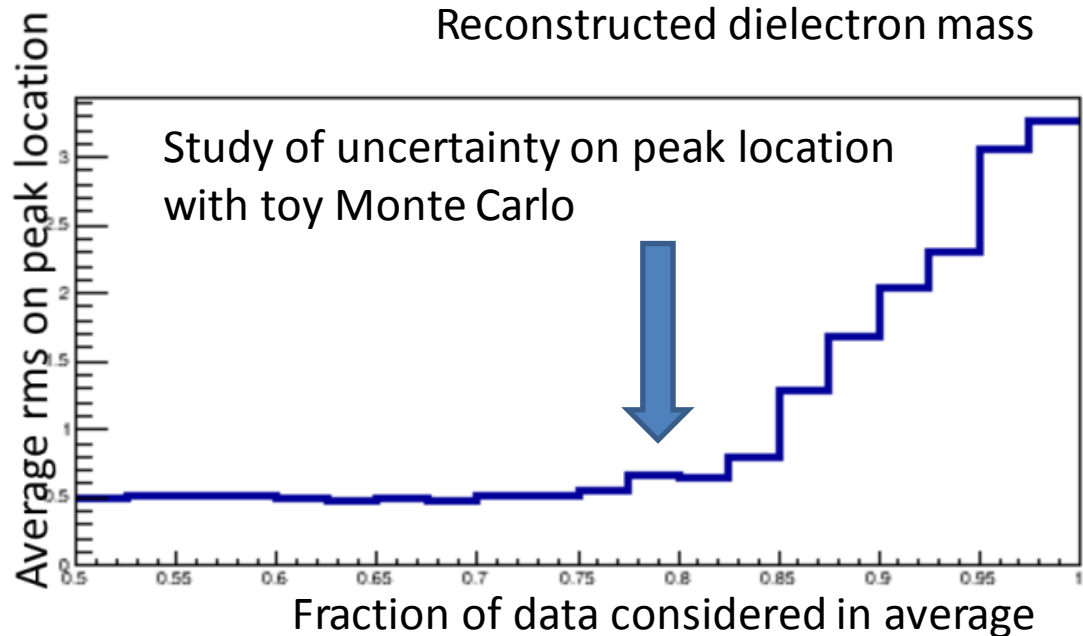 Reconstructed dielectron mass
Average rms on peak location
Study of uncertainty on peak location
with toy Monte Carlo
3
2.5
2
1.5
1
0.5
0
0.5 0.55 0.6 0.65 0.7 0.75 0.8 0.85 0.9 0.95 1
Fraction of data considered in average